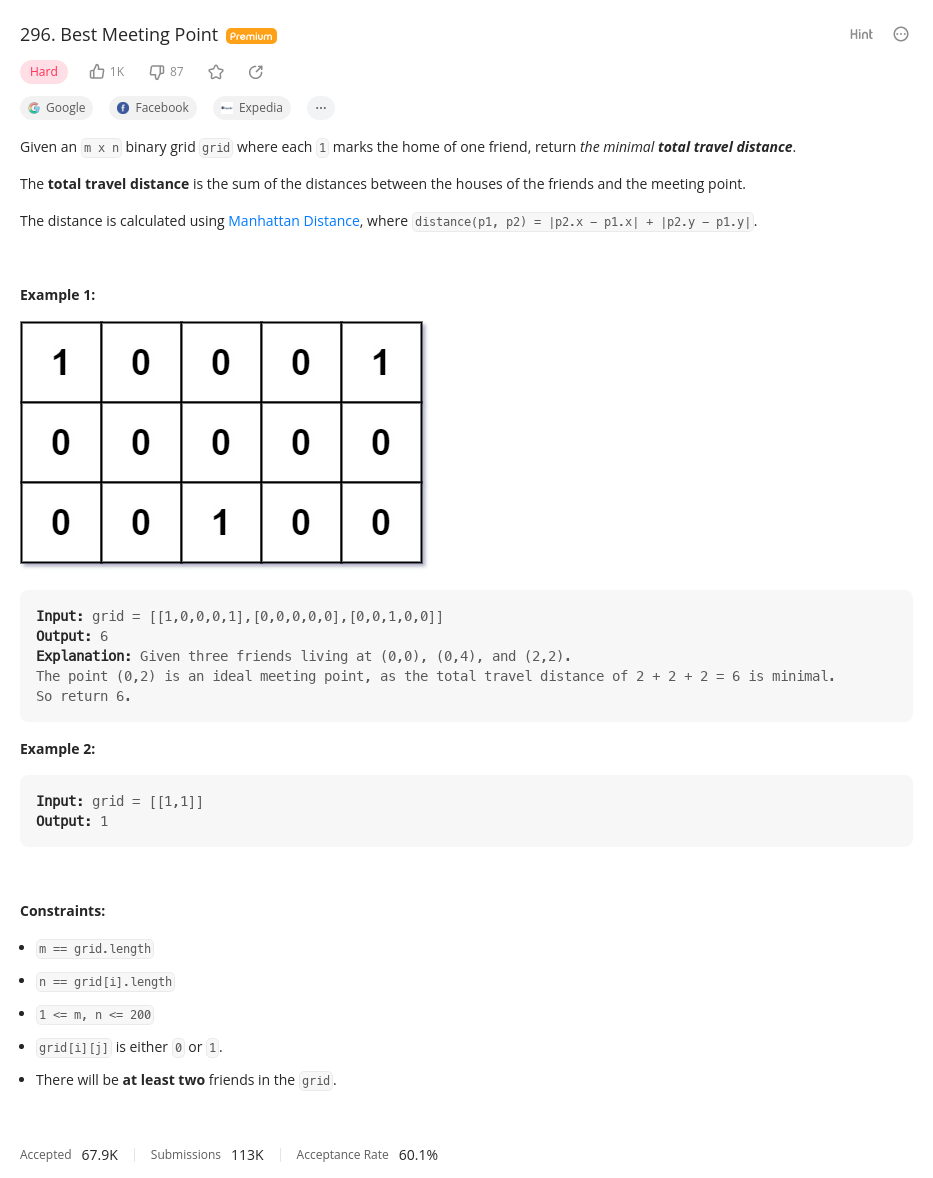 296. Best Meeting Point Premium Hint
Hard 1K 87
Google Facebook Expedia ...
Given an m x n binary grid grid where each 1 marks the home of one friend, return the minimal total travel distance.
The total travel distance is the sum of the distances between the houses of the friends and the meeting point.
The distance is calculated using Manhattan Distance, where distance(p1, p2) = |p2.x − p1.x| + |p2.y − p1.y|.
Example 1:
1 0 0 0 1
0 0 0 0 0
0 0 1 0 0
Input: grid = [[1,0,0,0,1],[0,0,0,0,0],[0,0,1,0,0]]
Output: 6
Explanation: Given three friends living at (0,0), (0,4), and (2,2).
The point (0,2) is an ideal meeting point, as the total travel distance of 2 + 2 + 2 = 6 is minimal.
So return 6.
Example 2:
Input: grid = [[1,1]]
Output: 1
Constraints:
• m == grid.length
• n == grid[i].length
• 1 <= m, n <= 200
• grid[i][j] is either 0 or 1.
• There will be at least two friends in the grid.
Accepted 67.9K Submissions 113K Acceptance Rate 60.1%